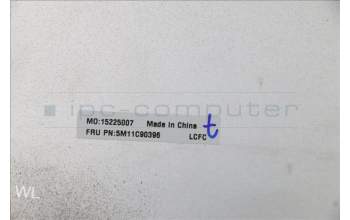 ipc-computer
MO:15225007 Made in China
FRU PN:5M11C90396 LCFC t
WL